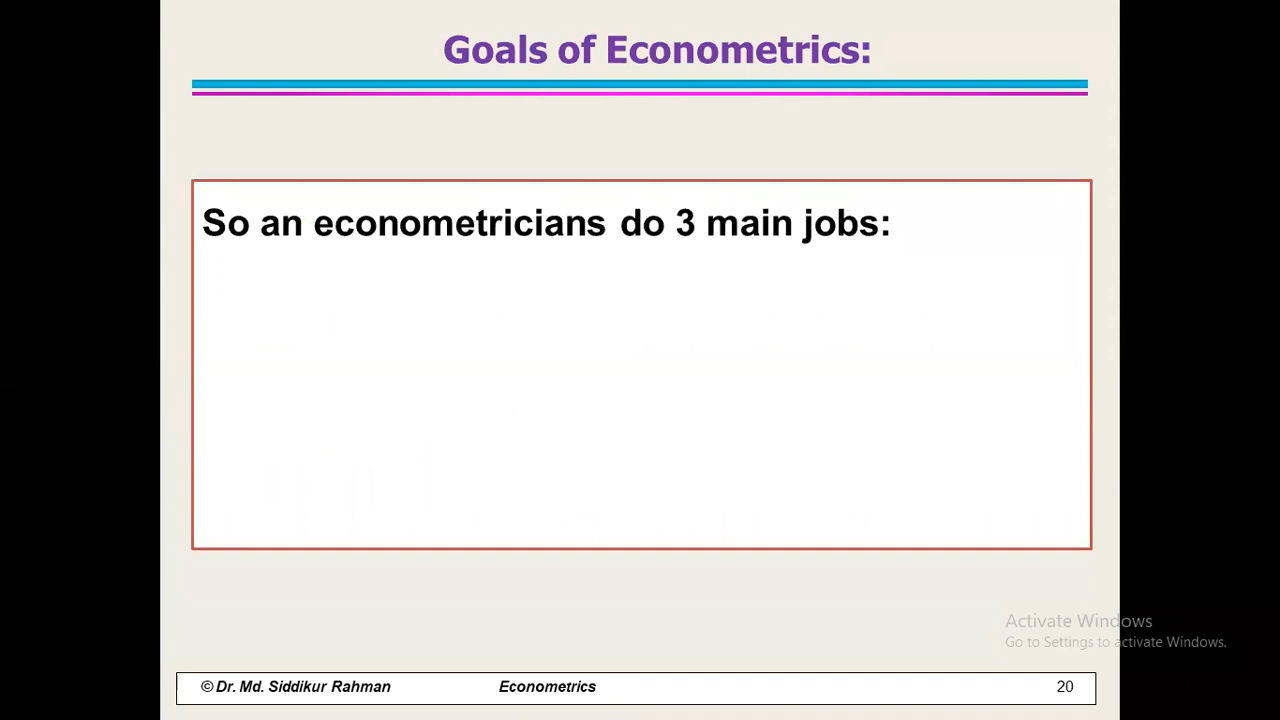 Goals of Econometrics:
So an econometricians do 3 main jobs:
Activate Windows
Go to Settings to activate Windows.
© Dr. Md. Siddikur Rahman Econometrics 20